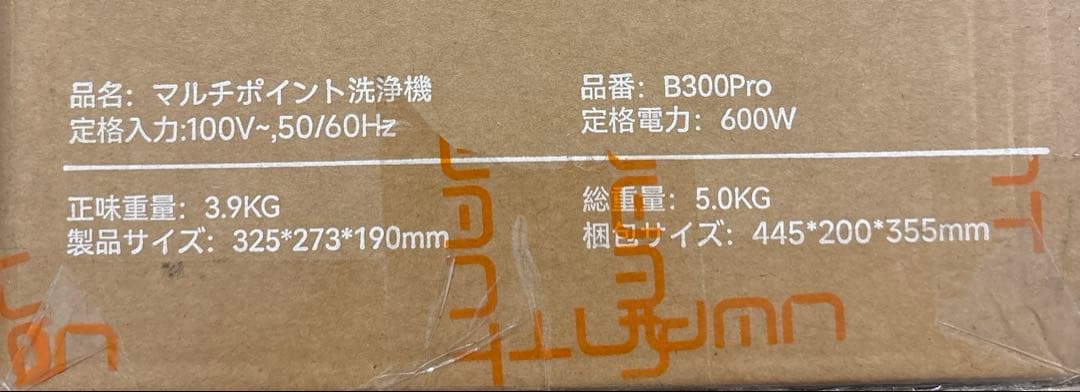 品名: マルチポイント洗浄機
品番: B300Pro
定格入力:100V~,50/60Hz
定格電力: 600W
正味重量: 3.9KG
総重量: 5.0KG
製品サイズ: 325*273*190mm
梱包サイズ: 445*200*355mm